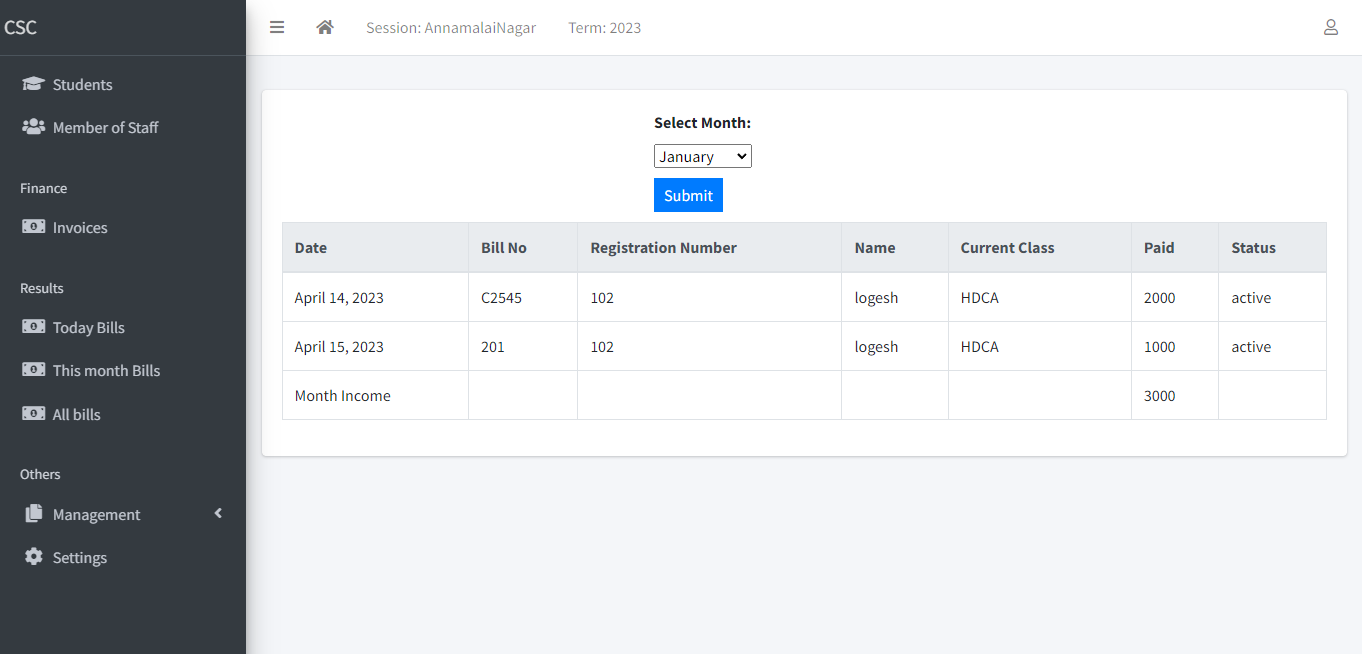 CSC
Session: AnnamalaiNagar Term: 2023
Students
Member of Staff
Finance
Invoices
Results
Today Bills
This month Bills
All bills
Others
Management
Settings
Select Month:
January
Submit
Date Bill No Registration Number Name Current Class Paid Status
April 14, 2023 C2545 102 logesh HDCA 2000 active
April 15, 2023 201 102 logesh HDCA 1000 active
Month Income 3000